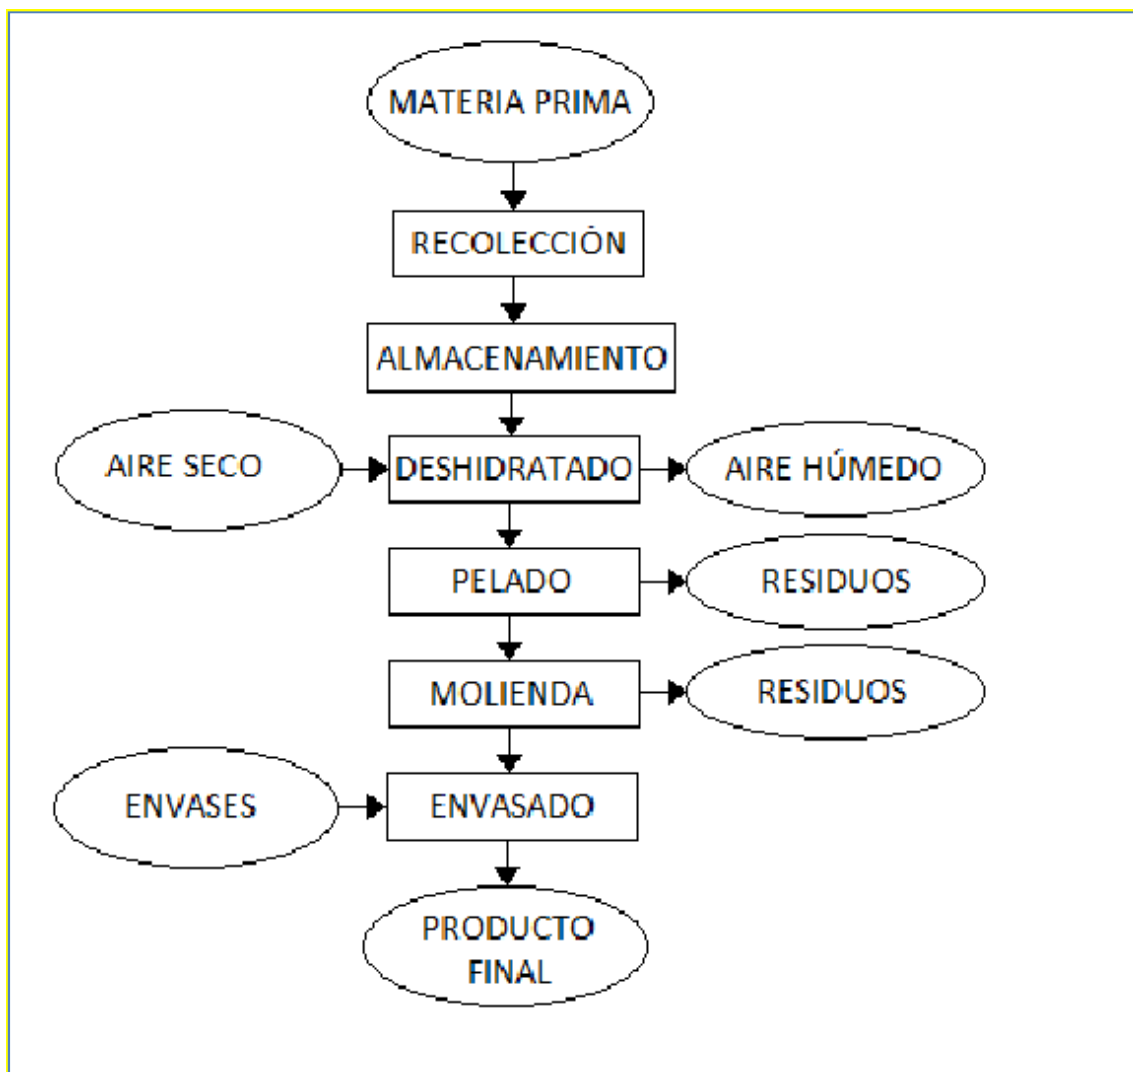 MATERIA PRIMA
RECOLECCIÓN
ALMACENAMIENTO
AIRE SECO
DESHIDRATADO
AIRE HÚMEDO
PELADO
RESIDUOS
MOLIENDA
RESIDUOS
ENVASES
ENVASADO
PRODUCTO
FINAL